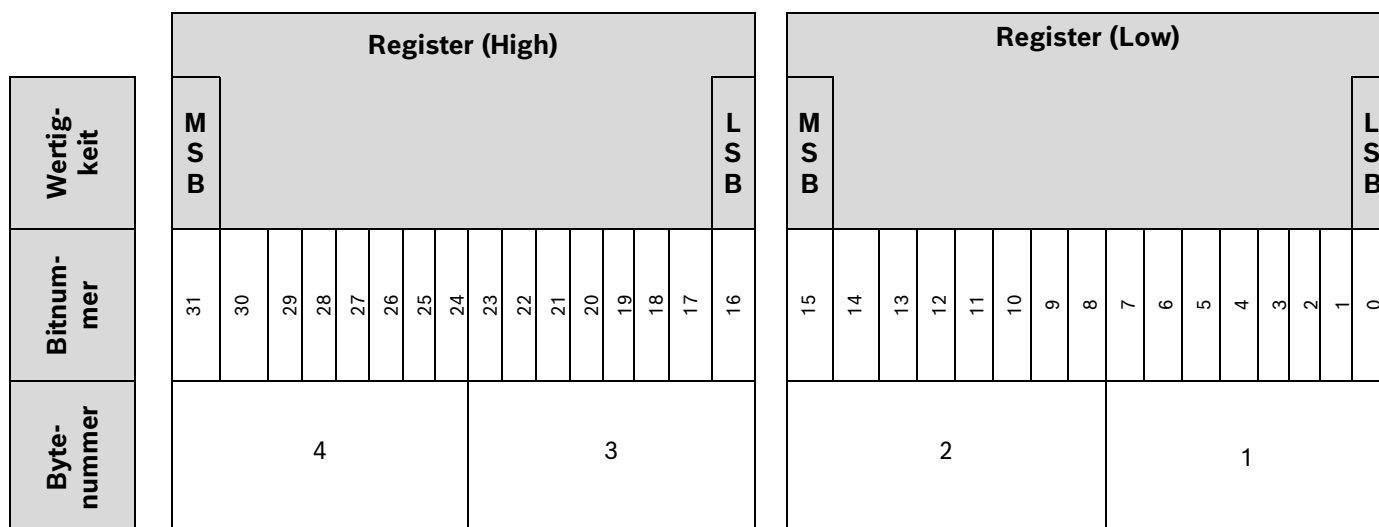 Register (High)
Register (Low)
Wertig-
keit
M
S
B
L
S
B
M
S
B
L
S
B
Bitnum-
mer
31 30 29 28 27 26 25 24 23 22 21 20 19 18 17 16
15 14 13 12 11 10 9 8 7 6 5 4 3 2 1 0
Byte-
nummer
4 3 2 1